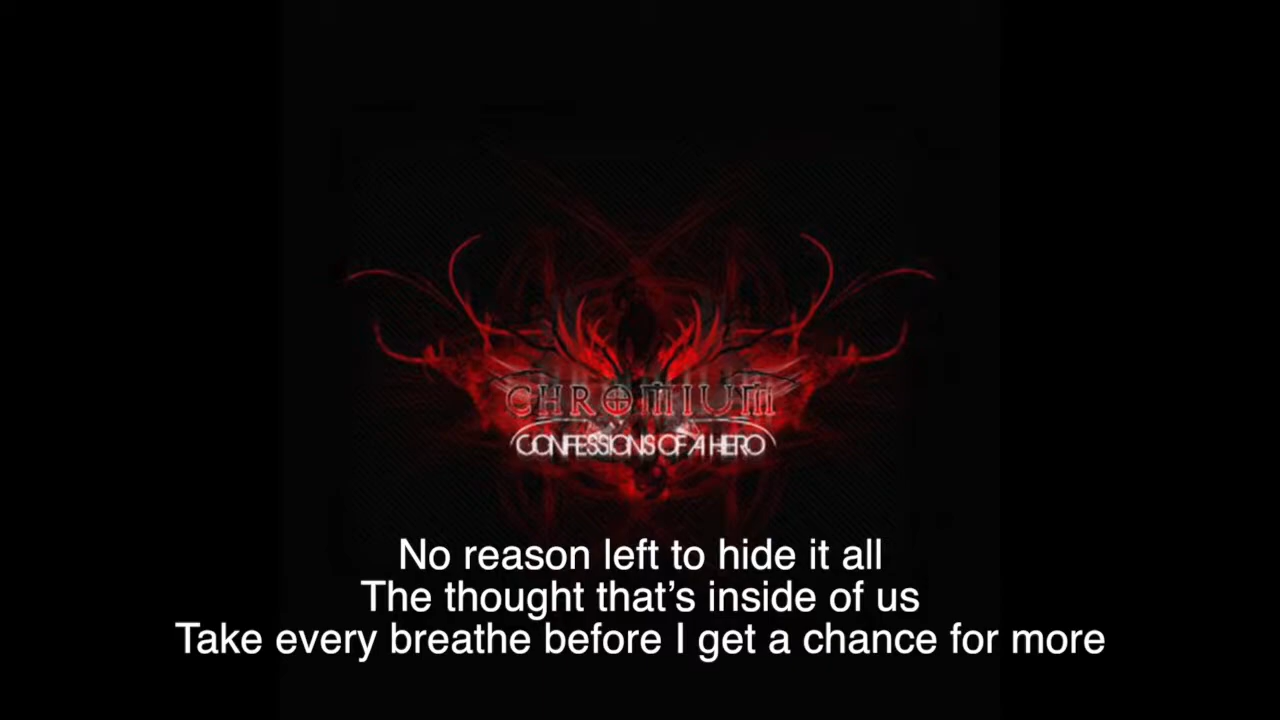 CHROMIUM
CONFESSIONS OF A HERO
No reason left to hide it all
The thought that’s inside of us
Take every breathe before I get a chance for more